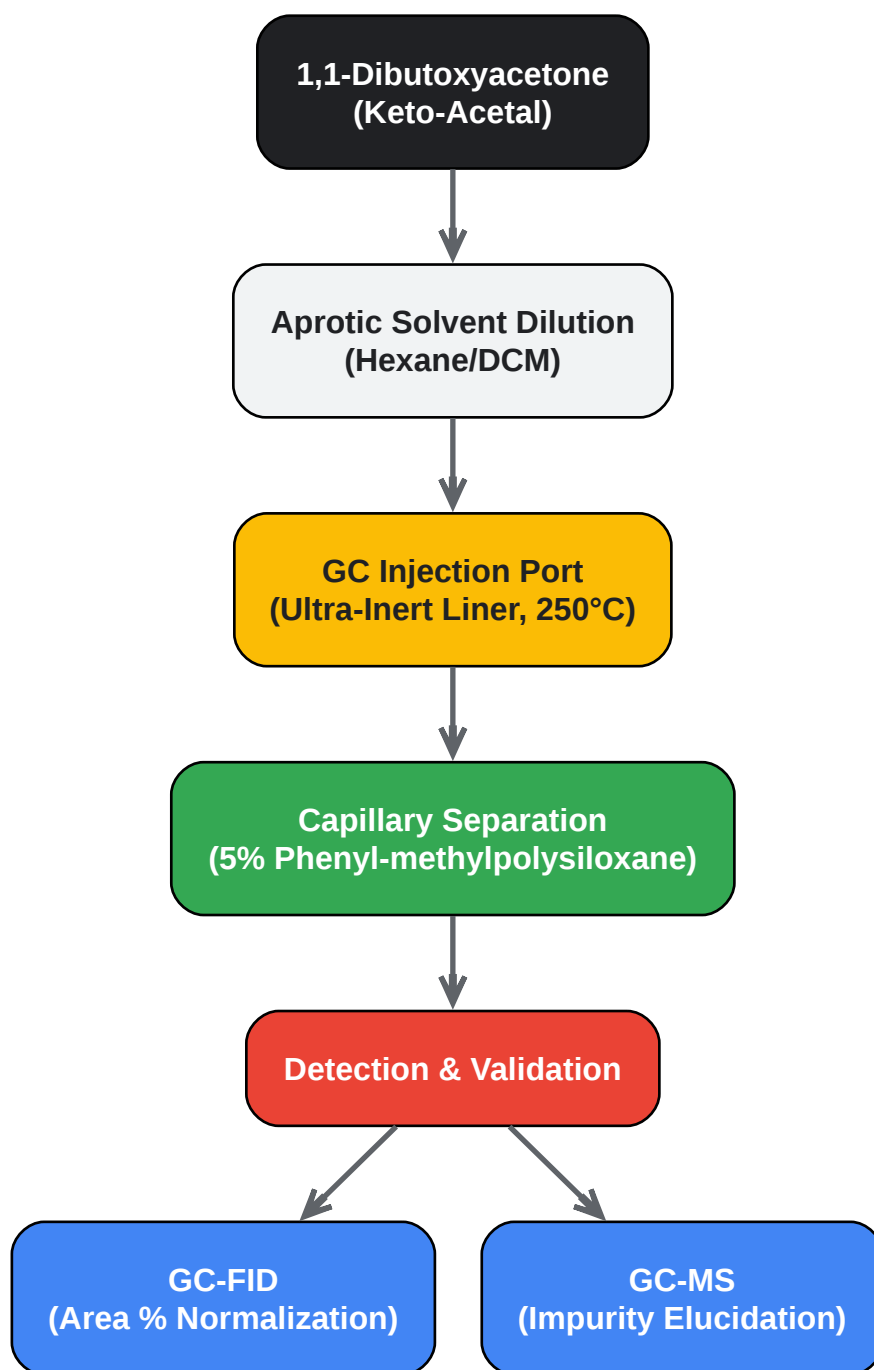 1,1-Dibutoxyacetone
(Keto-Acetal)
Aprotic Solvent Dilution
(Hexane/DCM)
GC Injection Port
(Ultra-Inert Liner, 250°C)
Capillary Separation
(5% Phenyl-methylpolysiloxane)
Detection & Validation
GC-FID
(Area % Normalization)
GC-MS
(Impurity Elucidation)